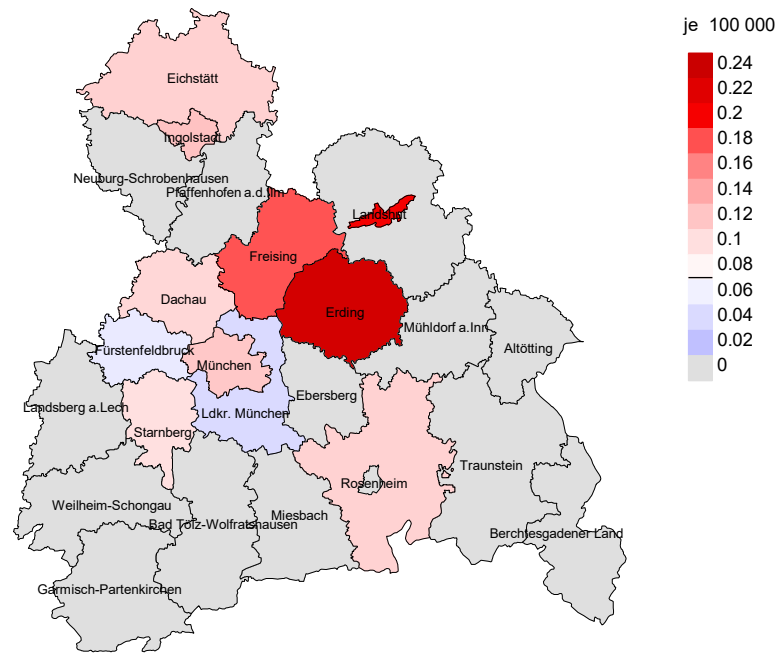 je 100 000
0.24
0.22
0.2
0.18
0.16
0.14
0.12
0.1
0.08
0.06
0.04
0.02
0
Eichstätt
Ingolstadt
Neuburg-Schrobenhausen
Pfaffenhofen a.d.Ilm
Landshut
Freising
Dachau
Erding
Mühldorf a.Inn
Altötting
Fürstenfeldbruck
München
Ebersberg
Landsberg a.Lech
Ldkr. München
Starnberg
Rosenheim
Traunstein
Weilheim-Schongau
Bad Tölz-Wolfratshausen
Miesbach
Berchtesgadener Land
Garmisch-Partenkirchen